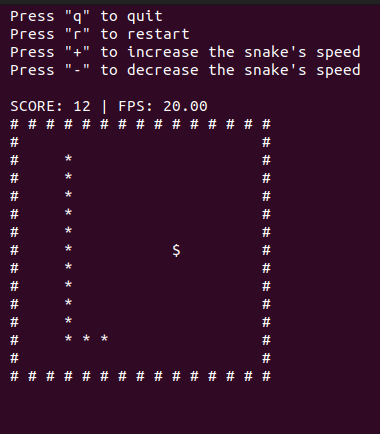 Press "q" to quit
Press "r" to restart
Press "+" to increase the snake's speed
Press "-" to decrease the snake's speed

SCORE: 12 | FPS: 20.00
# # # # # # # # # # # # # # #
#                           #
#     *                     #
#     *                     #
#     *                     #
#     *                     #
#     *                     #
#     *           $         #
#     *                     #
#     *                     #
#     *                     #
#     *                     #
#     * * *                 #
#                           #
# # # # # # # # # # # # # # #